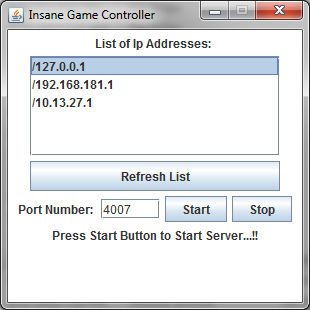 Insane Game Controller
List of Ip Addresses:
/127.0.0.1
/192.168.181.1
/10.13.27.1
Refresh List
Port Number: 4007 Start Stop
Press Start Button to Start Server...!!